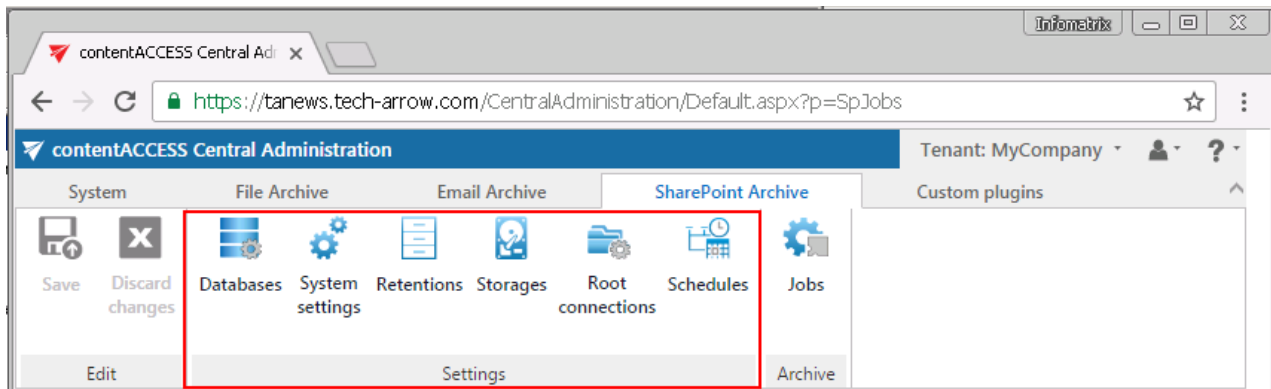 Infomatrix
contentACCESS Central Adr
https://tanews.tech-arrow.com/CentralAdministration/Default.aspx?p=SpJobs
contentACCESS Central Administration Tenant: MyCompany ?
System File Archive Email Archive SharePoint Archive Custom plugins
Save Discard changes Databases System settings Retentions Storages Root connections Schedules Jobs
Edit Settings Archive